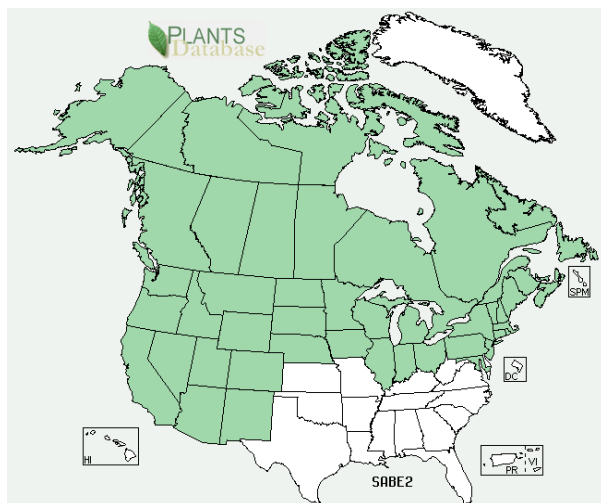 PLANTS
Database
SPM
DC
HI
PR
VI
SABE2